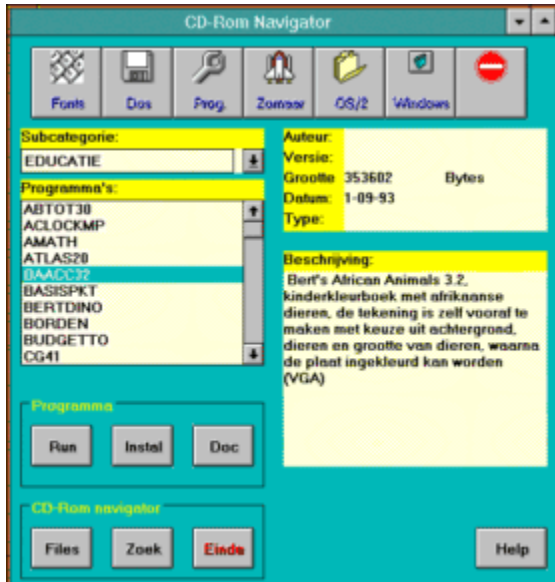 CD-Rom Navigator
Fonts Dos Prog. Zomaar OS/2 Windows
Subcategorie:
EDUCATIE
Programma's:
ABTOT30
ACLOCKMP
AMATH
ATLAS20
BAACC32
BASISPKT
BERTDINO
BORDEN
BUDGETTO
CG41
Auteur:
Versie:
Grootte 353602 Bytes
Datum: 1-09-93
Type:
Beschrijving:
Bert's African Animals 3.2,
kinderkleurboek met afrikaanse
dieren, de tekening is zelf vooraf te
maken met keuze uit achtergrond,
dieren en grootte van dieren, waarna
de plaat ingekleurd kan worden
(VGA)
Programma
Run Instal Doc
CD-Rom navigator
Files Zoek Einde
Help